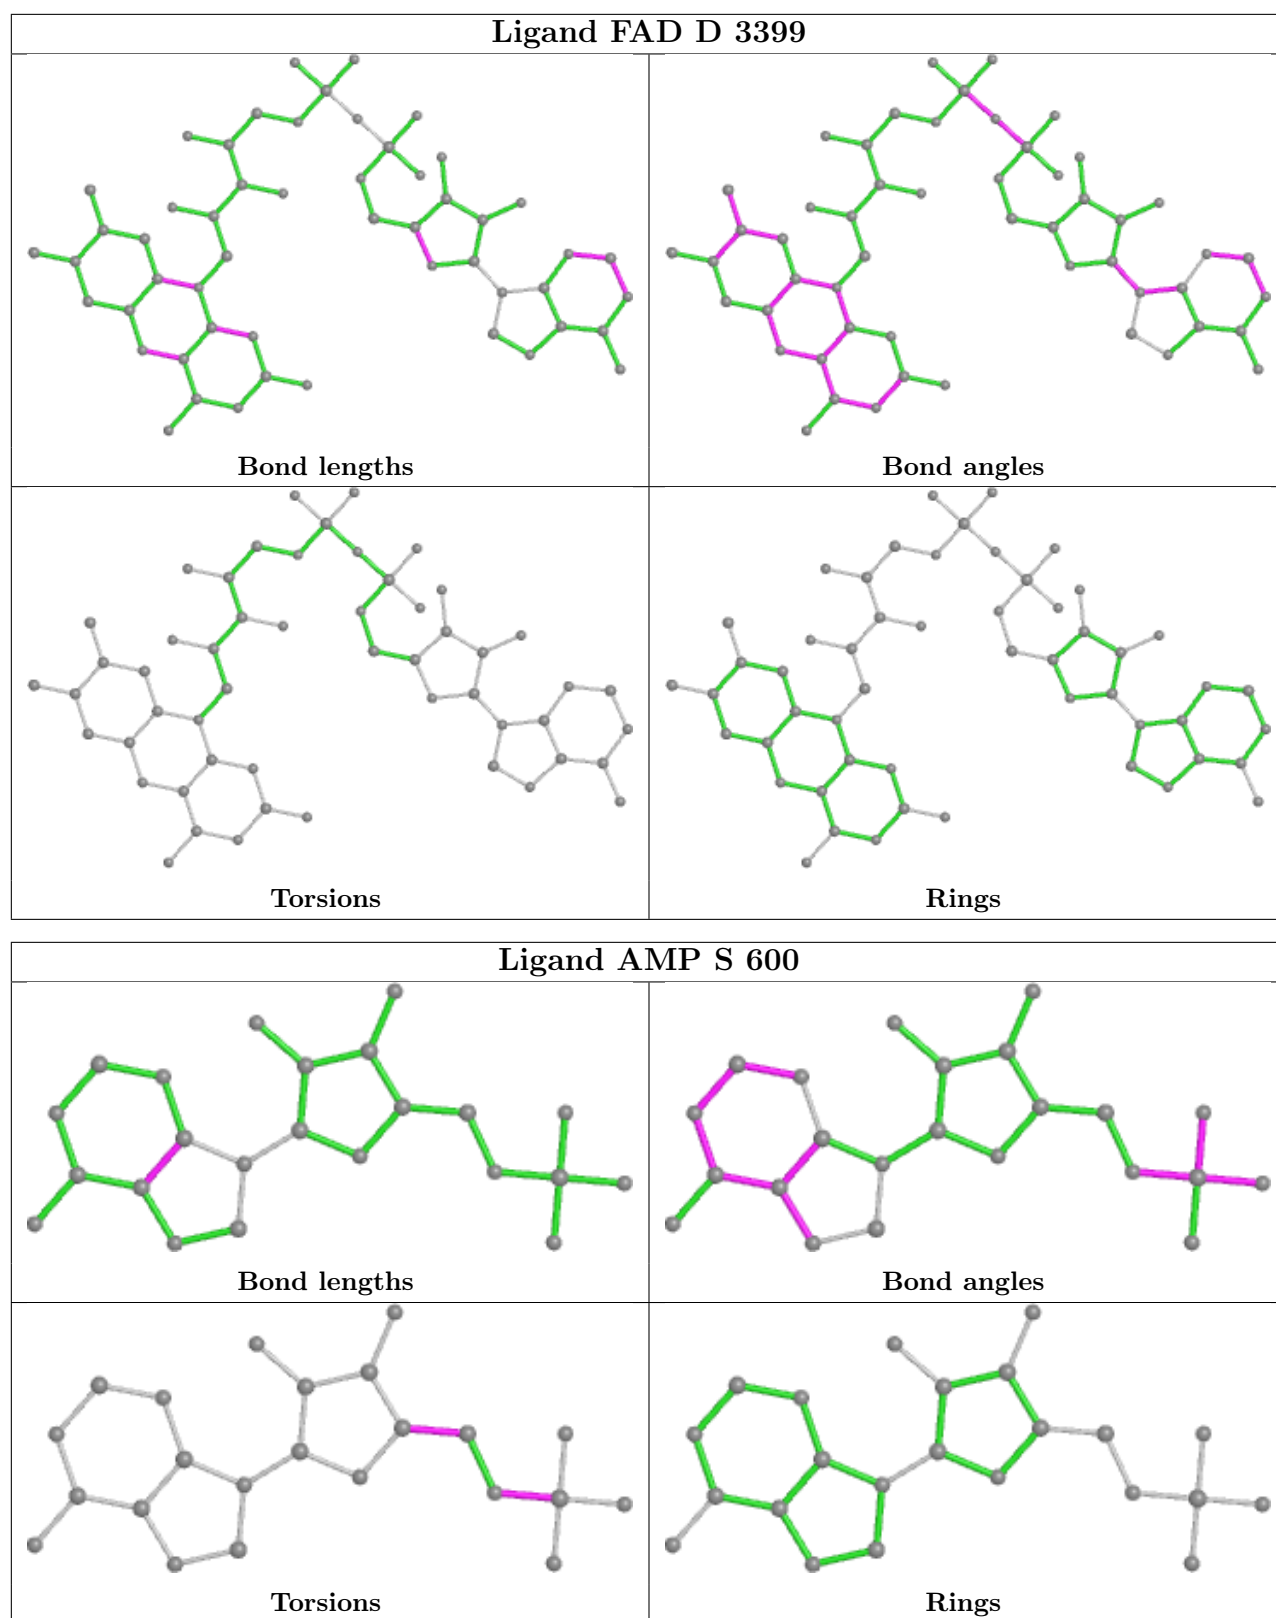 Ligand FAD D 3399
Bond lengths
Bond angles
Torsions
Rings
Ligand AMP S 600
Bond lengths
Bond angles
Torsions
Rings